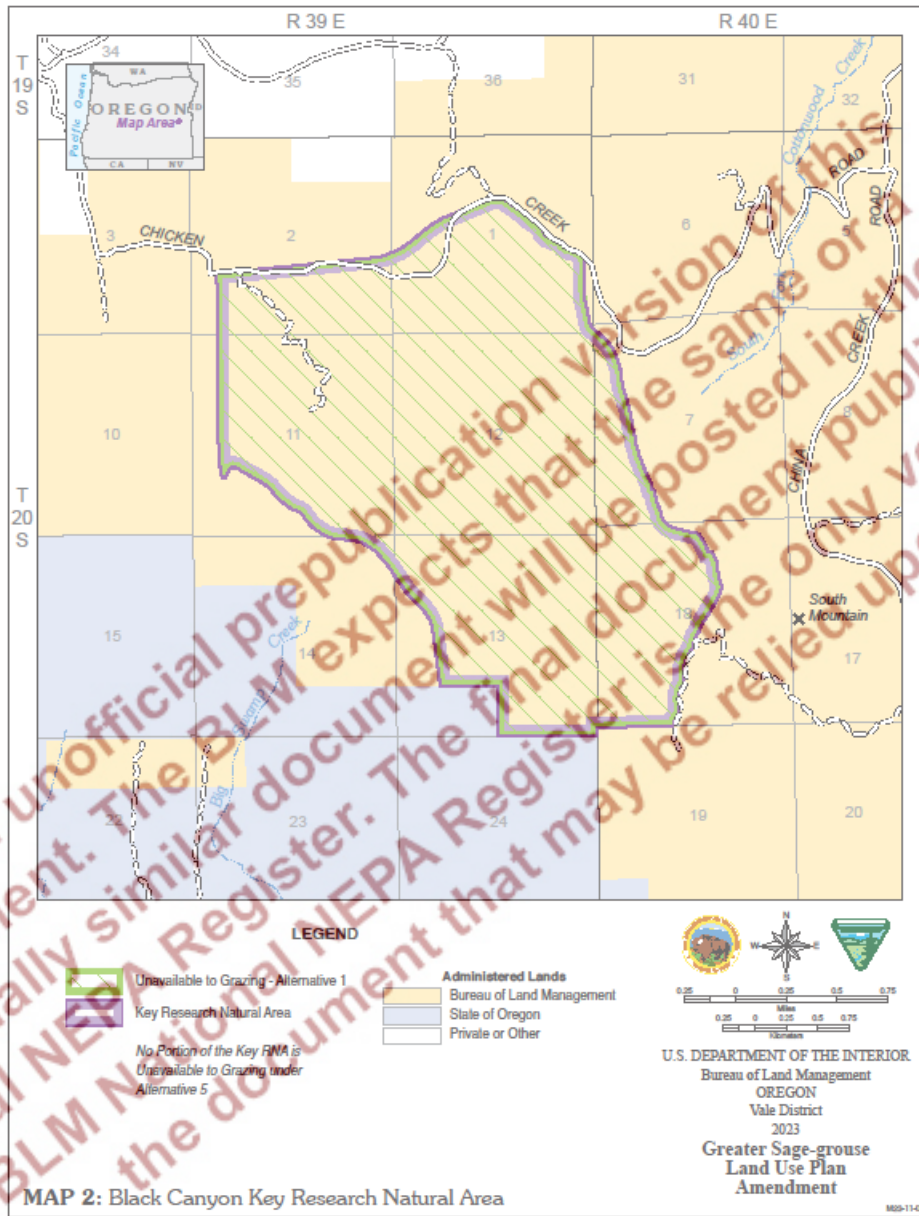 R 39 E
R 40 E
T
19
S
34
35
36
31
32
WA
OREGON
Map Area
Pacific Ocean
CA
NV
ID
Cottonwood Creek
ROAD
ROAD
3
CHICKEN
2
1
CREEK
6
5
South Fork
CREEK
CHINA
10
11
12
7
8
T
20
S
15
14
13
18
17
South
Mountain
Creek
Swamp
Big
22
23
24
19
20
unofficial prepublication version of this
ment. The BLM expects that the same or a
ally similar document will be posted in the
al NEPA Register. The final document publi
BLM National NEPA Register is the only ve
the document that may be relied up
LEGEND
Unavailable to Grazing - Alternative 1
Key Research Natural Area
No Portion of the Key RNA is
Unavailable to Grazing under
Alternative 5
Administered Lands
Bureau of Land Management
State of Oregon
Private or Other
N
W
E
S
0.25 0 0.25 0.5 0.75
Miles
0.25 0 0.25 0.5 0.75
Kilometers
U.S. DEPARTMENT OF THE INTERIOR
Bureau of Land Management
OREGON
Vale District
2023
Greater Sage-grouse
Land Use Plan
Amendment
MAP 2: Black Canyon Key Research Natural Area